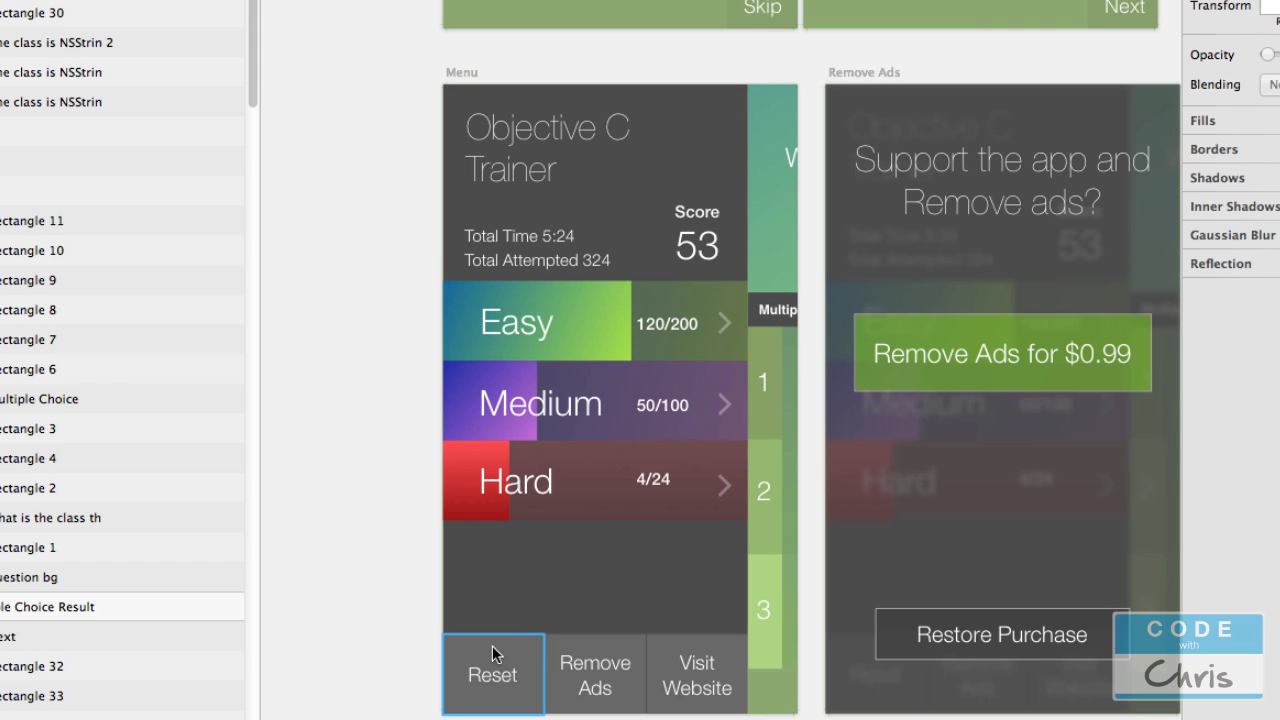 ectangle 30
he class is NSStrin 2
he class is NSStrin
he class is NSStrin
ectangle 11
ectangle 10
ectangle 9
ectangle 8
ectangle 7
ectangle 6
ultiple Choice
ectangle 3
ectangle 4
ectangle 2
hat is the class th
ectangle 1
uestion bg
le Choice Result
ext
ectangle 32
ectangle 33
Skip
Next
Menu
Objective C
Trainer
Score
53
Total Time 5:24
Total Attempted 324
Easy
120/200
Medium
50/100
Hard
4/24
Reset
Remove
Ads
Visit
Website
W
Multip
1
2
3
Remove Ads
Support the app and
Remove ads?
Objective C
53
Remove Ads for $0.99
Medium
Hard
Restore Purchase
Transform
Opacity
Blending
No
Fills
Borders
Shadows
Inner Shadows
Gaussian Blur
Reflection
CODE
with
Chris